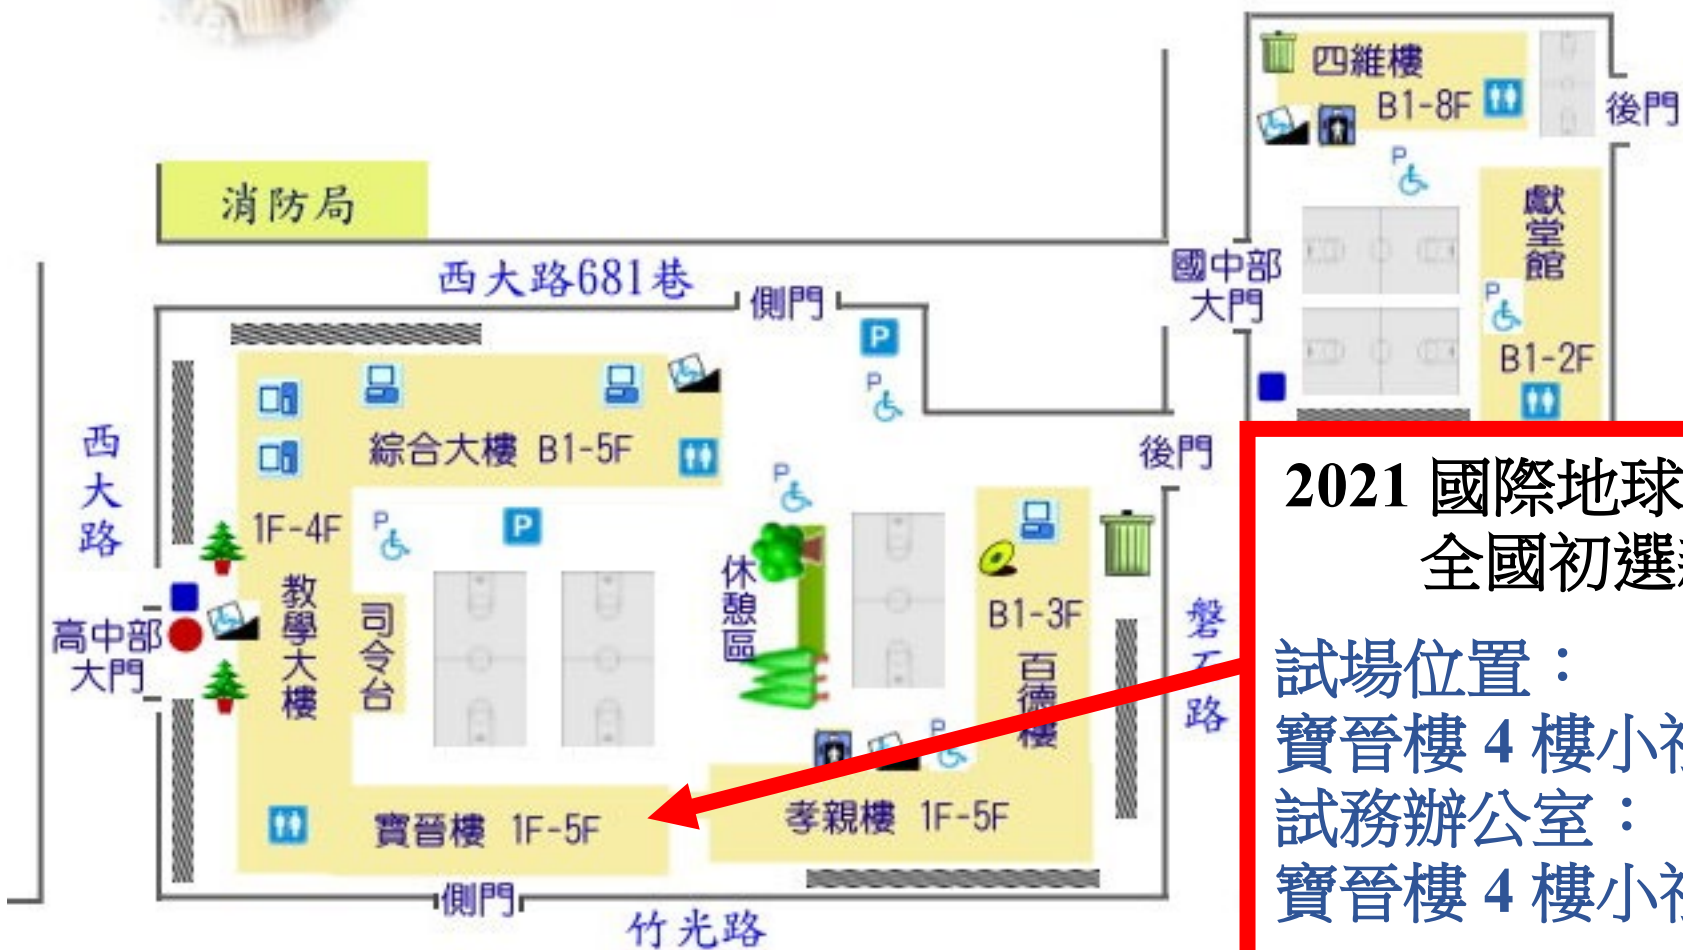 四維樓
B1-8F
後門
消防局
獻堂館
國中部
大門
西大路681巷
側門
P
P
P
B1-2F
P
P
綜合大樓 B1-5F
後門
西大路
P
1F-4F
P
P
教學大樓
司令台
休憩區
B1-3F
百德樓
磐石路
高中部
大門
P
寶晉樓 1F-5F
孝親樓 1F-5F
側門
竹光路
2021 國際地球
全國初選
試場位置：
寶晉樓 4 樓小
試務辦公室：
寶晉樓 4 樓小